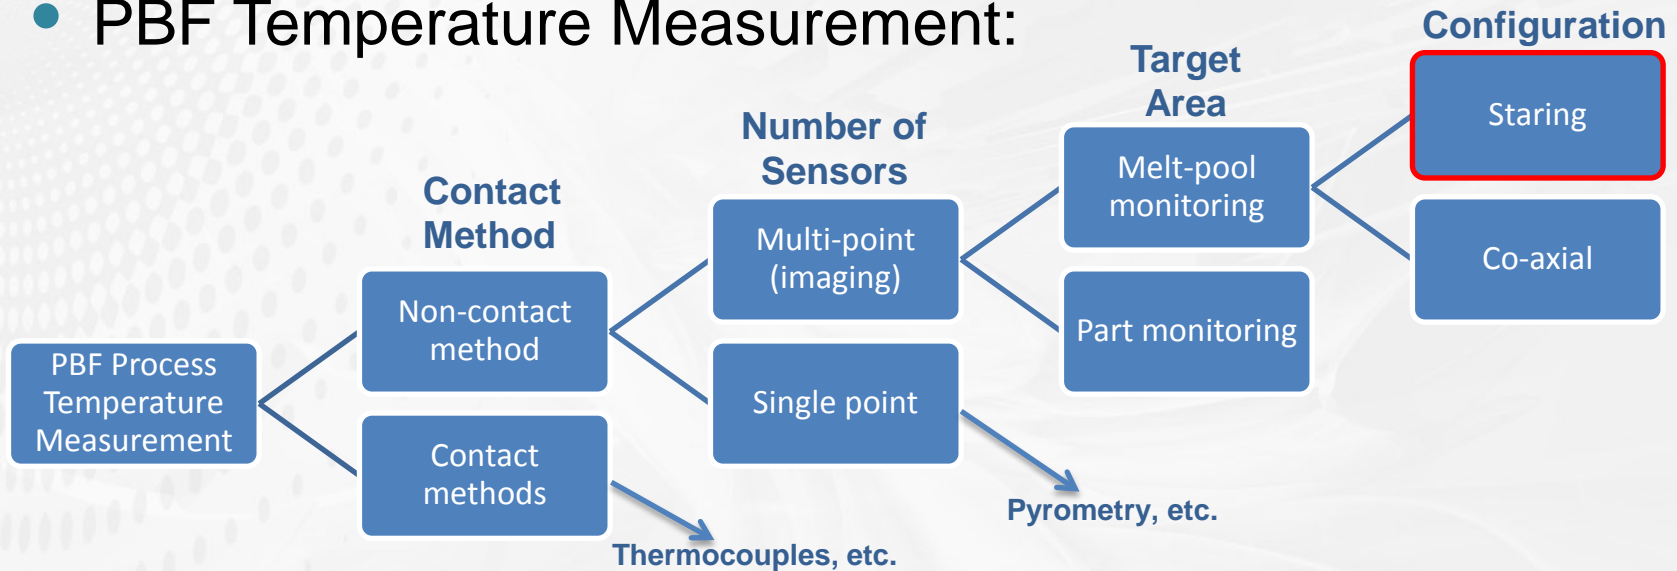 • PBF Temperature Measurement:
Configuration
Target
Area
Staring
Number of
Sensors
Melt-pool
monitoring
Contact
Method
Multi-point
(imaging)
Co-axial
Non-contact
method
Part monitoring
PBF Process
Temperature
Measurement
Single point
Contact
methods
Pyrometry, etc.
Thermocouples, etc.